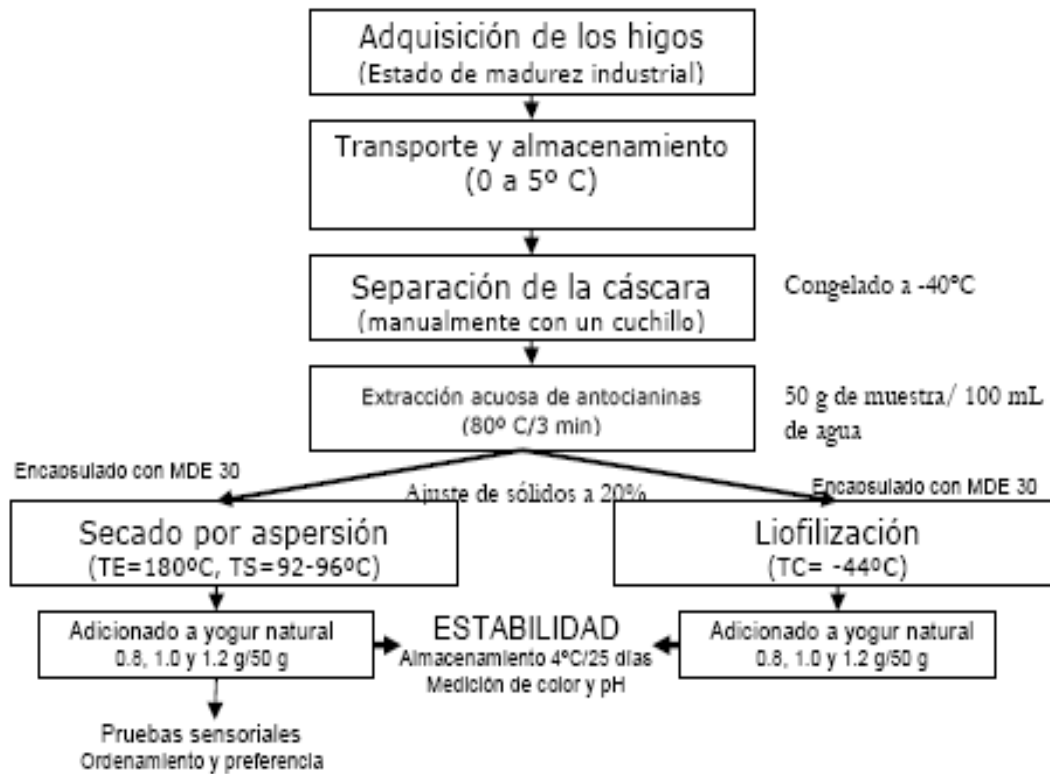 Adquisición de los higos
(Estado de madurez industrial)
Transporte y almacenamiento
(0 a 5º C)
Separación de la cáscara
(manualmente con un cuchillo)
Congelado a -40°C
Extracción acuosa de antocianinas
(80º C/3 min)
50 g de muestra/ 100 mL
de agua
Encapsulado con MDE 30
Ajuste de sólidos a 20%
Encapsulado con MDE 30
Secado por aspersión
(TE=180ºC, TS=92-96ºC)
Liofilización
(TC= -44ºC)
Adicionado a yogur natural
0.8, 1.0 y 1.2 g/50 g
ESTABILIDAD
Almacenamiento 4ºC/25 días
Medición de color y pH
Adicionado a yogur natural
0.8, 1.0 y 1.2 g/50 g
Pruebas sensoriales
Ordenamiento y preferencia